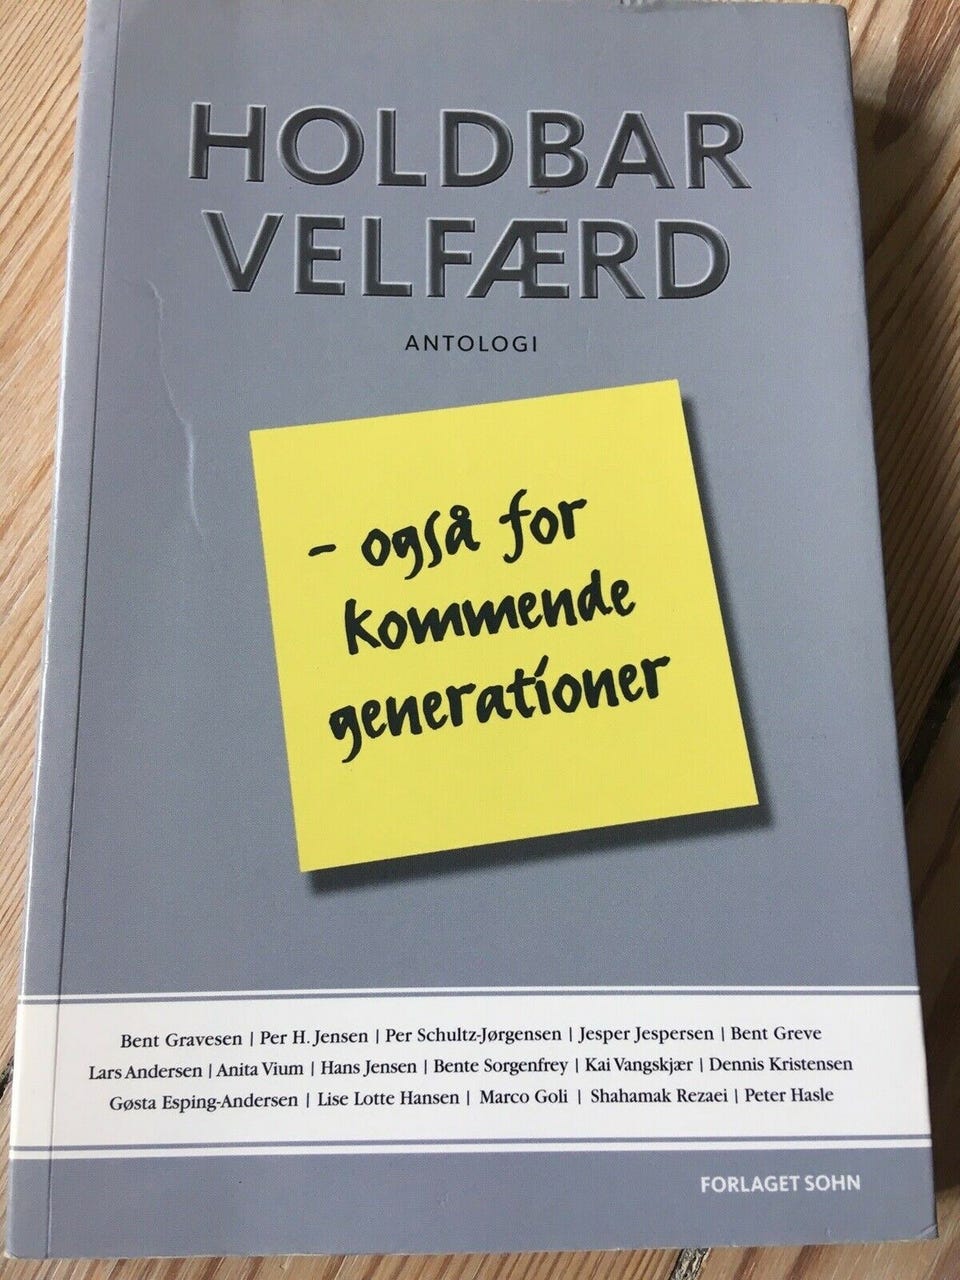 HOLDBAR
VELFÆRD
ANTOLOGI
- også for
kommende
generationer
Bent Gravesen | Per H. Jensen | Per Schultz-Jørgensen | Jesper Jespersen | Bent Greve
Lars Andersen | Anita Vium | Hans Jensen | Bente Sorgenfrey | Kai Vangskjær | Dennis Kristensen
Gøsta Esping-Andersen | Lise Lotte Hansen | Marco Goli | Shahamak Rezaei | Peter Hasle
FORLAGET SOHN